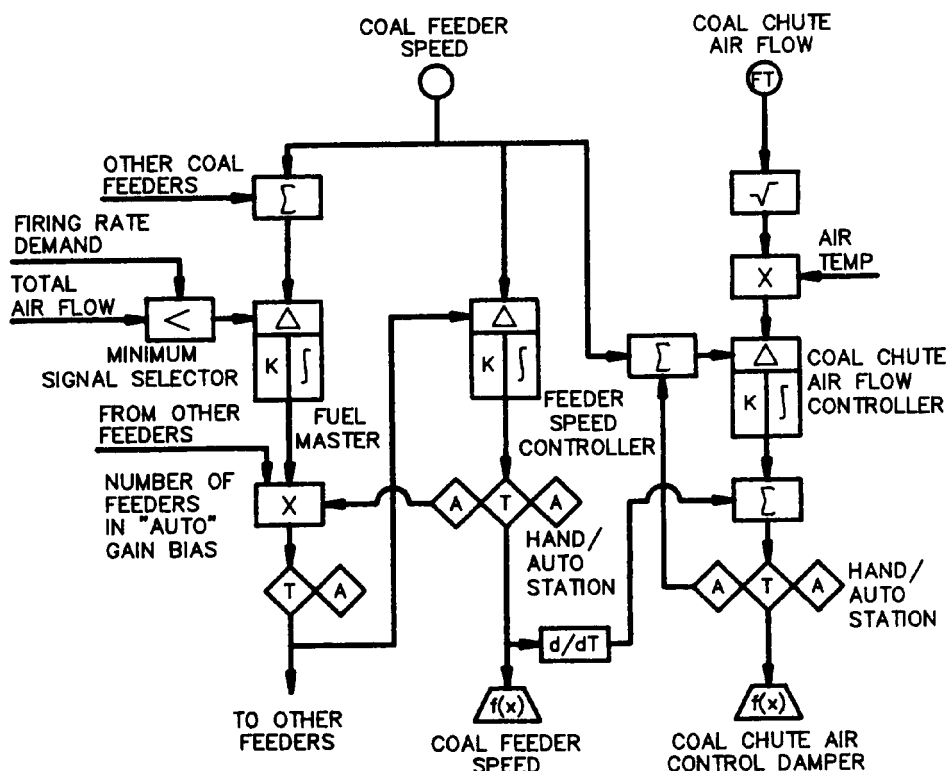 COAL FEEDER
SPEED
COAL CHUTE
AIR FLOW
FT
OTHER COAL
FEEDERS
Σ
√
FIRING RATE
DEMAND
AIR
TEMP
X
TOTAL
AIR FLOW
<
△
△
MINIMUM
SIGNAL SELECTOR
K ∫
K ∫
Σ
△
COAL CHUTE
AIR FLOW
CONTROLLER
K ∫
FROM OTHER
FEEDERS
FUEL
MASTER
FEEDER
SPEED
CONTROLLER
NUMBER OF
FEEDERS
IN "AUTO"
GAIN BIAS
X
A T A
Σ
HAND/
AUTO
STATION
T A
A T A
HAND/
AUTO
STATION
d/dT
f(x)
f(x)
TO OTHER
FEEDERS
COAL FEEDER
SPEED
COAL CHUTE AIR
CONTROL DAMPER